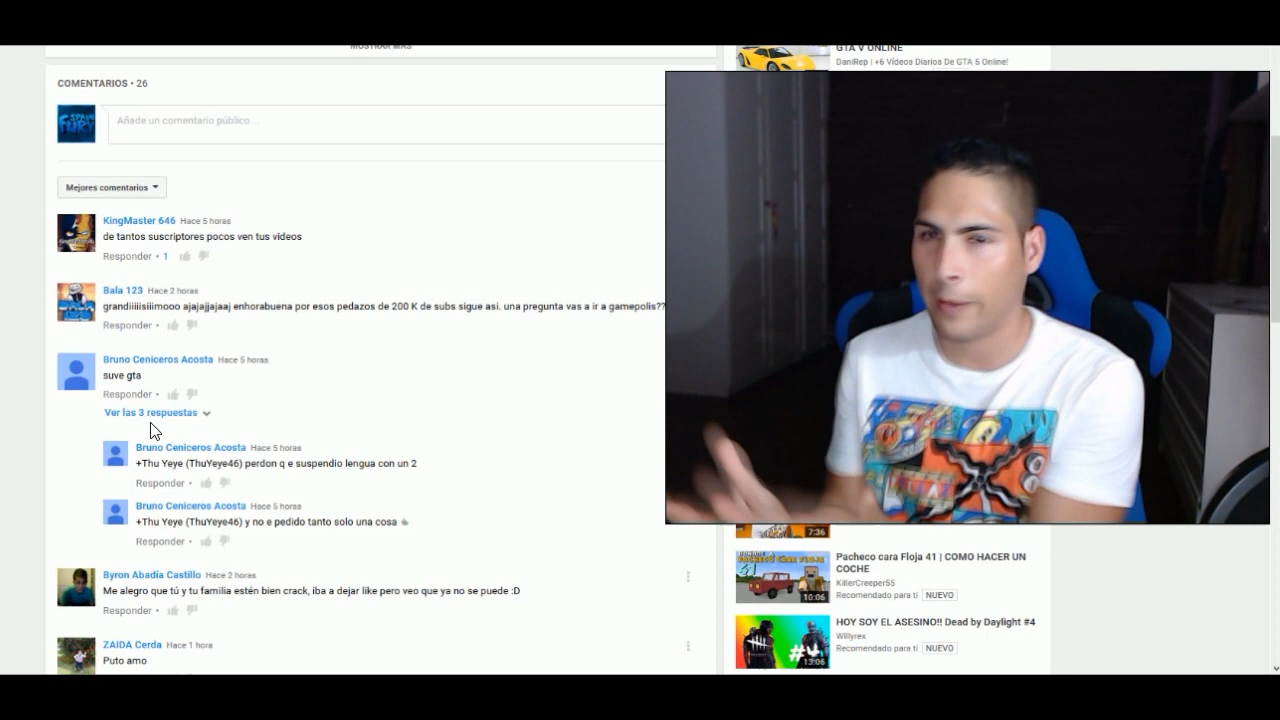 MOSTRAR MÁS
COMENTARIOS • 26
Añade un comentario público...
Mejores comentarios
KingMaster 646 Hace 5 horas
de tantos suscriptores pocos ven tus videos
Responder • 1
Bala 123 Hace 2 horas
grandiiiiisiiimooo ajajajjajaaj enhorabuena por esos pedazos de 200 K de subs sigue asi. una pregunta vas a ir a gamepolis??
Responder •
Bruno Ceniceros Acosta Hace 5 horas
suve gta
Responder •
Ver las 3 respuestas
Bruno Ceniceros Acosta Hace 5 horas
+Thu Yeye (ThuYeye46) perdon q e suspendio lengua con un 2
Responder •
Bruno Ceniceros Acosta Hace 5 horas
+Thu Yeye (ThuYeye46) y no e pedido tanto solo una cosa
Responder •
Byron Abadía Castillo Hace 2 horas
Me alegro que tú y tu familia estén bien crack, iba a dejar like pero veo que ya no se puede :D
Responder •
ZAIDA Cerda Hace 1 hora
Puto amo
GTA V ONLINE
DaniRep | +6 Vídeos Diarios De GTA 5 Online!
7:36
Pacheco cara Floja 41 | COMO HACER UN
COCHE
KillerCreeper55
Recomendado para ti NUEVO
10:06
HOY SOY EL ASESINO!! Dead by Daylight #4
Willyrex
Recomendado para ti NUEVO
#4
13:06